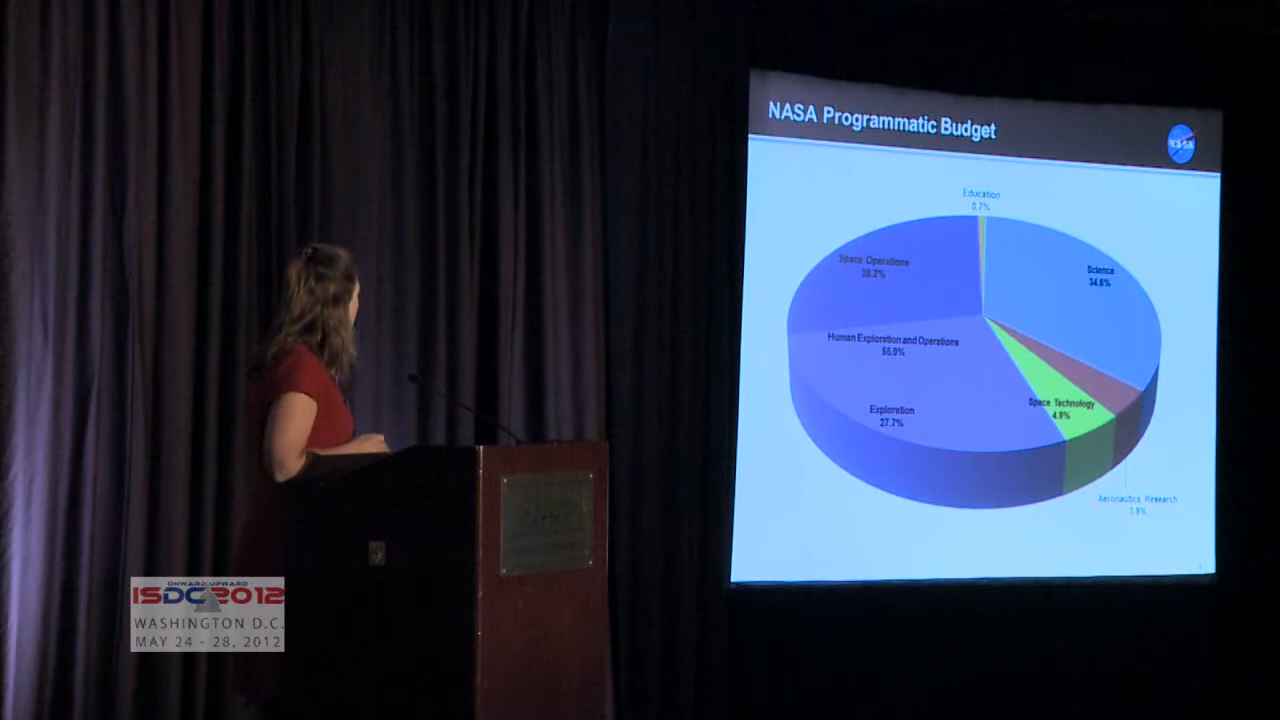 NASA Programmatic Budget
NASA
Education
0.7%
Science
34.6%
Space Operations
28.2%
Human Exploration and Operations
55.9%
Exploration
27.7%
Space Technology
4.9%
Aeronautics Research
3.9%
ONWARD UPWARD
ISDC 2012
WASHINGTON D.C.
MAY 24 - 28, 2012